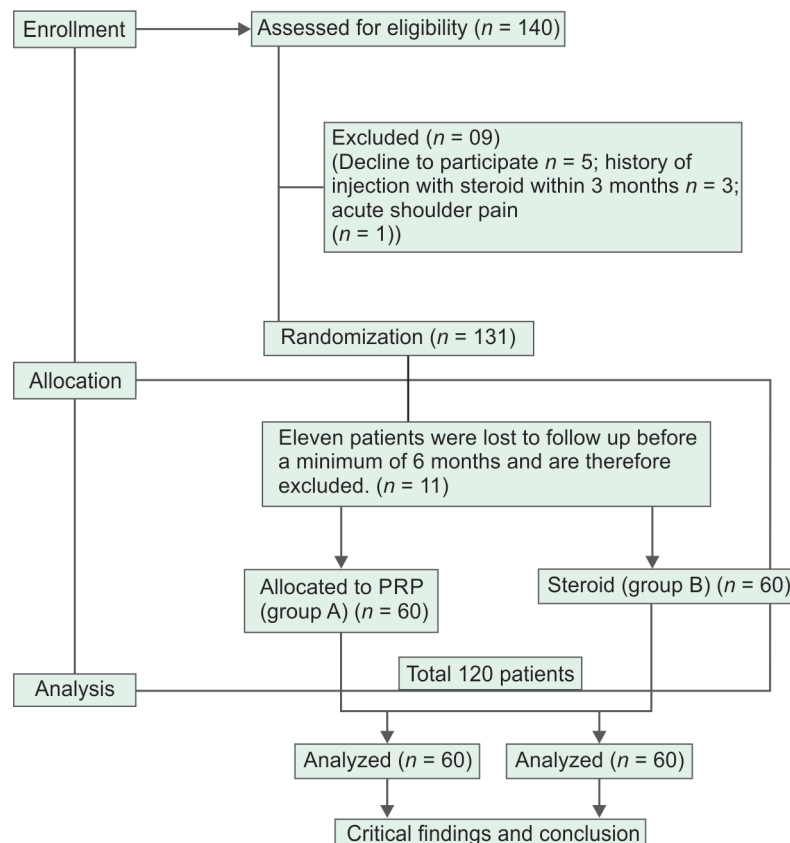 Enrollment
Assessed for eligibility (n = 140)
Excluded (n = 09)
(Decline to participate n = 5; history of
injection with steroid within 3 months n = 3;
acute shoulder pain
(n = 1))
Randomization (n = 131)
Allocation
Eleven patients were lost to follow up before
a minimum of 6 months and are therefore
excluded. (n = 11)
Allocated to PRP
(group A) (n = 60)
Steroid (group B) (n = 60)
Total 120 patients
Analysis
Analyzed (n = 60)
Analyzed (n = 60)
Critical findings and conclusion